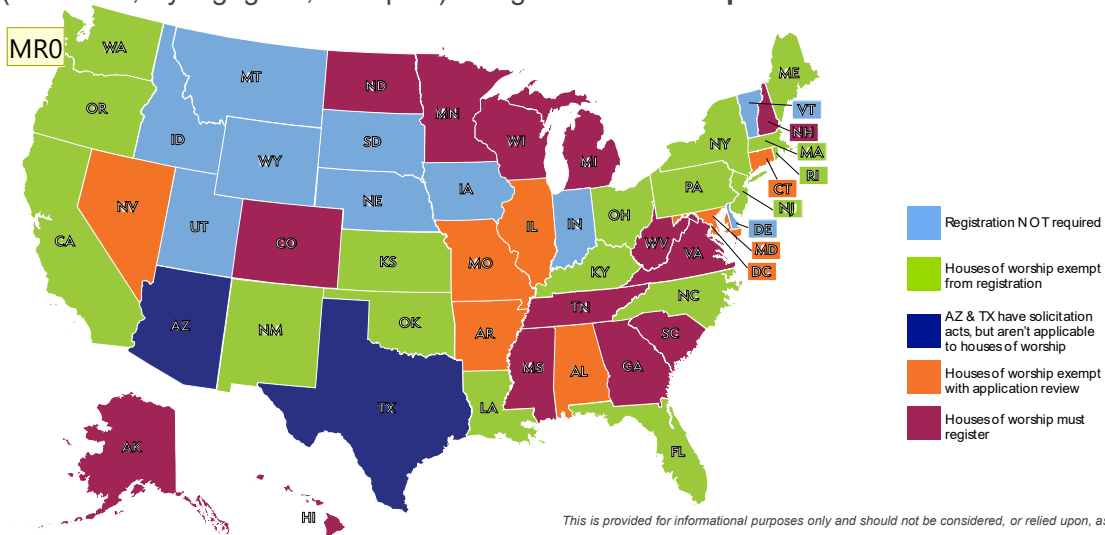 MR0
WA
OR
CA
NV
ID
MT
WY
UT
AZ
CO
NM
ND
SD
NE
KS
OK
TX
MN
IA
MO
AR
LA
WI
IL
MI
IN
OH
KY
TN
MS
AL
GA
FL
SC
NC
VA
WV
PA
NY
ME
VT
NH
MA
RI
CT
NJ
DE
MD
DC
AK
HI
Registration NOT required
Houses of worship exempt
from registration
AZ & TX have solicitation
acts, but aren't applicable
to houses of worship
Houses of worship exempt
with application review
Houses of worship must
register
This is provided for informational purposes only and should not be considered, or relied upon, as